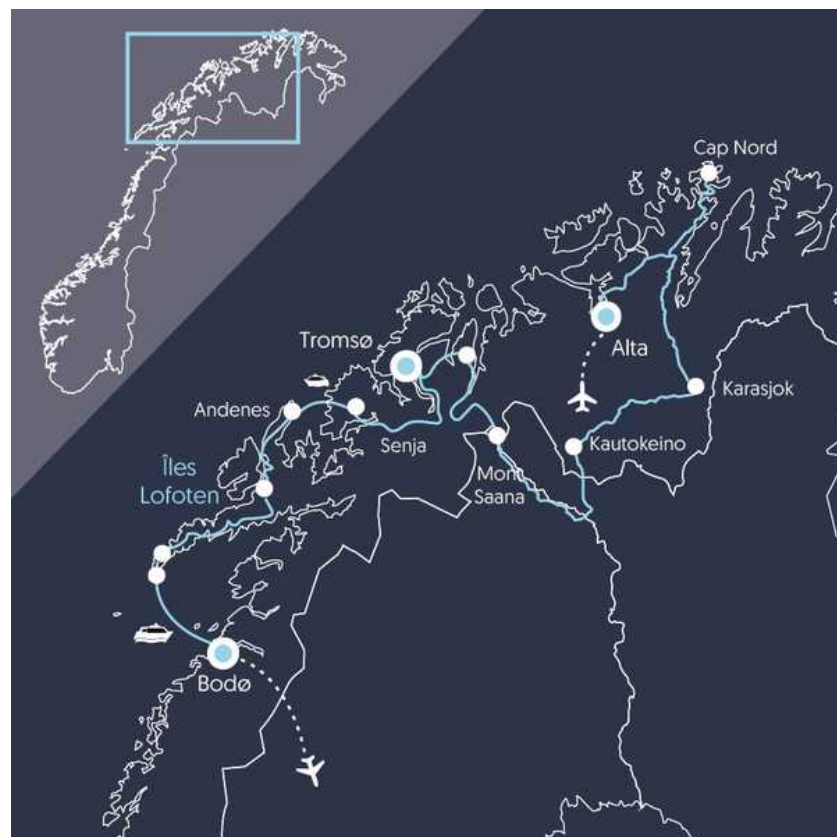 Cap Nord
Tromsø
Alta
Karasjok
Andenes
Senja
Kautokeino
Îles
Lofoten
Mont
Saana
Bodø